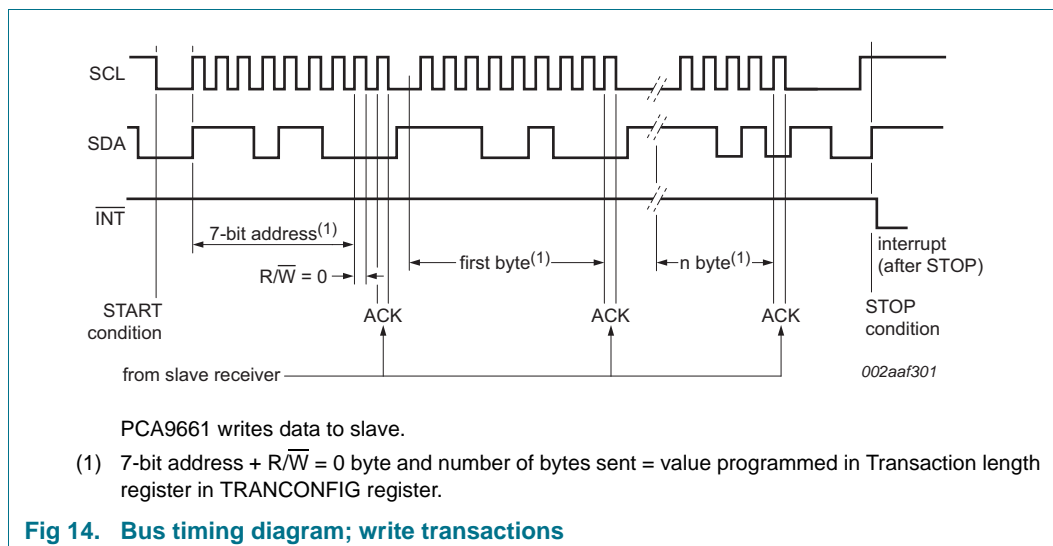 SCL
SDA
INT
7-bit address(1)
R/W = 0
first byte(1)
n byte(1)
interrupt
(after STOP)
START
condition
ACK
ACK
ACK
STOP
condition
from slave receiver
002aaf301
PCA9661 writes data to slave.
(1) 7-bit address + R/W = 0 byte and number of bytes sent = value programmed in Transaction length
register in TRANCONFIG register.
Fig 14. Bus timing diagram; write transactions